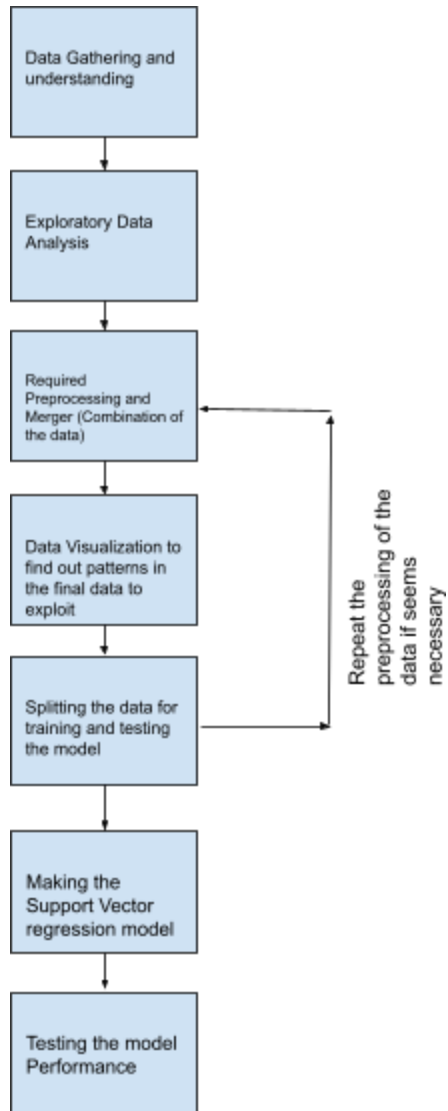 Data Gathering and
understanding
Exploratory Data
Analysis
Required
Preprocessing and
Merger (Combination of
the data)
Data Visualization to
find out patterns in
the final data to
exploit
Splitting the data for
training and testing
the model
Repeat the
preprocessing of the
data if seems
necessary
Making the
Support Vector
regression model
Testing the model
Performance